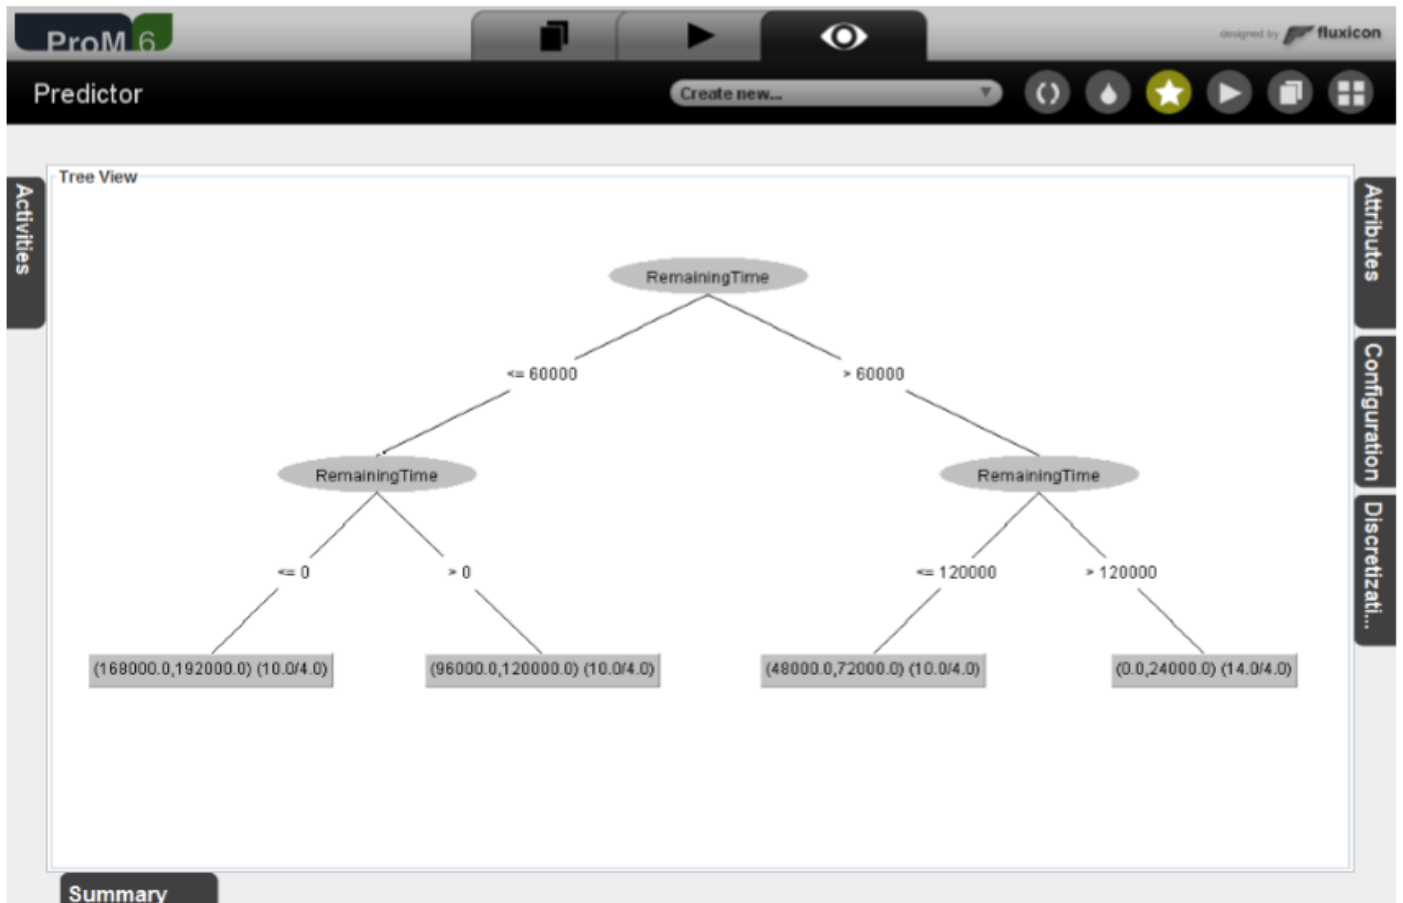 ProM 6
designed by fluxicon
Predictor
Create new...
Activities
Tree View
Attributes
Configuration
Discretizati...
RemainingTime
<= 60000
> 60000
RemainingTime
RemainingTime
<= 0
> 0
<= 120000
> 120000
(168000.0,192000.0) (10.0/4.0)
(96000.0,120000.0) (10.0/4.0)
(48000.0,72000.0) (10.0/4.0)
(0.0,24000.0) (14.0/4.0)
Summary